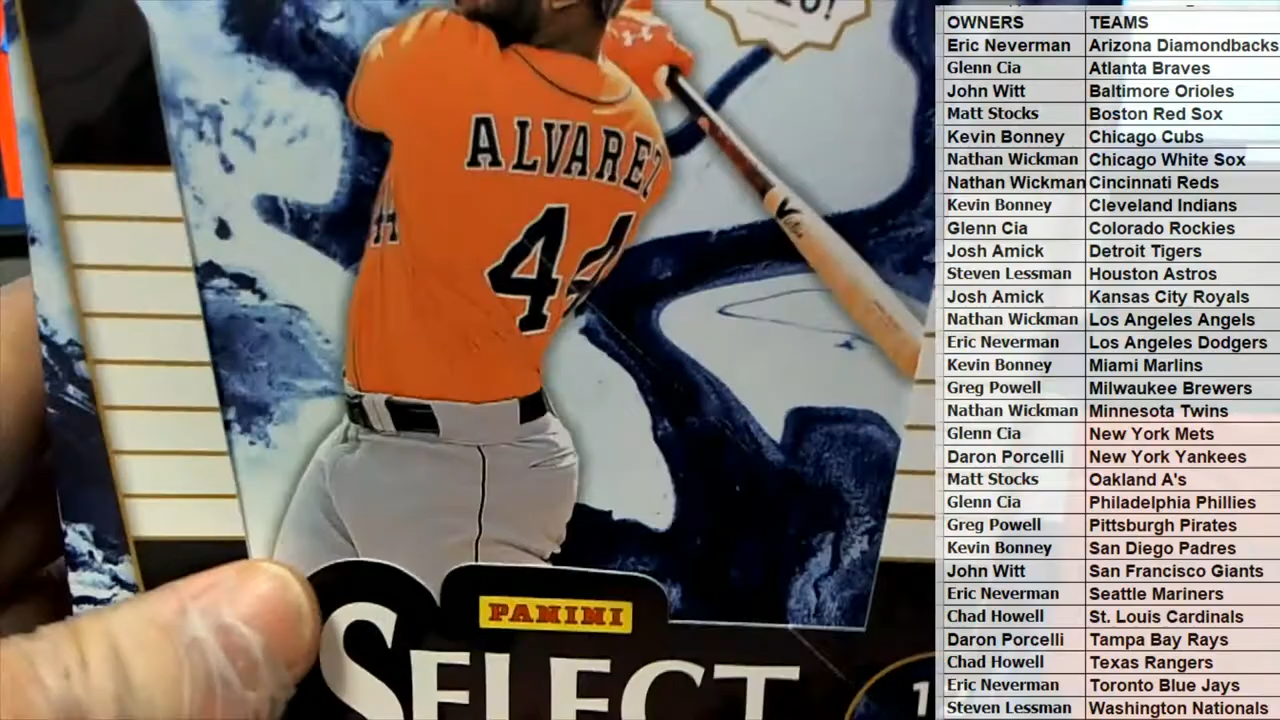 20!
ALVAREZ
44
PANINI
SELECT
1
OWNERS TEAMS
Eric Neverman Arizona Diamondbacks
Glenn Cia Atlanta Braves
John Witt Baltimore Orioles
Matt Stocks Boston Red Sox
Kevin Bonney Chicago Cubs
Nathan Wickman Chicago White Sox
Nathan Wickman Cincinnati Reds
Kevin Bonney Cleveland Indians
Glenn Cia Colorado Rockies
Josh Amick Detroit Tigers
Steven Lessman Houston Astros
Josh Amick Kansas City Royals
Nathan Wickman Los Angeles Angels
Eric Neverman Los Angeles Dodgers
Kevin Bonney Miami Marlins
Greg Powell Milwaukee Brewers
Nathan Wickman Minnesota Twins
Glenn Cia New York Mets
Daron Porcelli New York Yankees
Matt Stocks Oakland A's
Glenn Cia Philadelphia Phillies
Greg Powell Pittsburgh Pirates
Kevin Bonney San Diego Padres
John Witt San Francisco Giants
Eric Neverman Seattle Mariners
Chad Howell St. Louis Cardinals
Daron Porcelli Tampa Bay Rays
Chad Howell Texas Rangers
Eric Neverman Toronto Blue Jays
Steven Lessman Washington Nationals